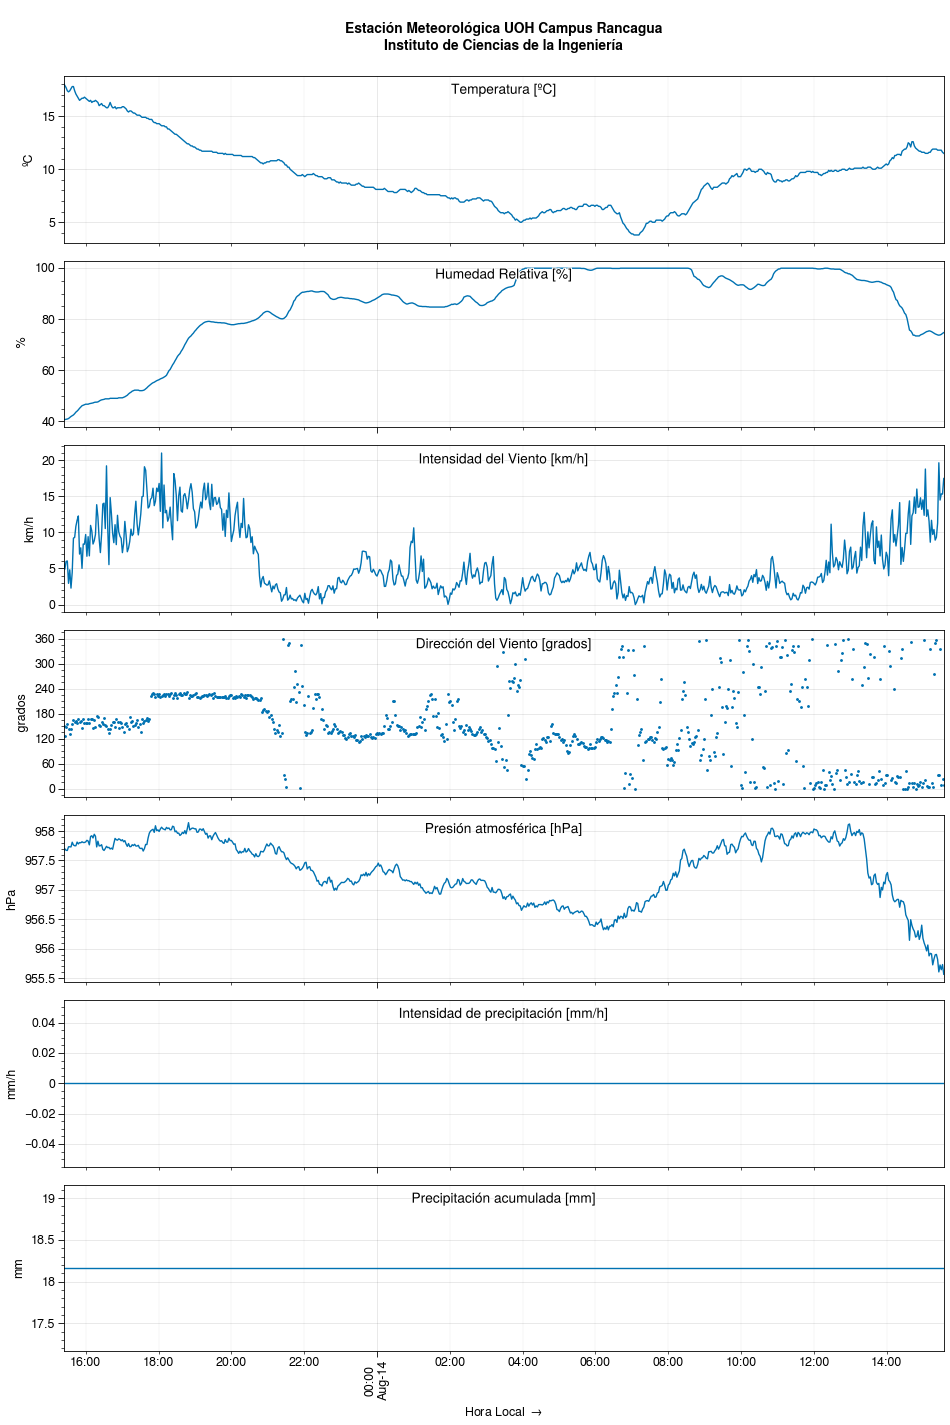 Estación Meteorológica UOH Campus Rancagua
Instituto de Ciencias de la Ingeniería
Temperatura [ºC]
ºC
15
10
5
Humedad Relativa [%]
%
100
80
60
40
Intensidad del Viento [km/h]
km/h
20
15
10
5
0
Dirección del Viento [grados]
grados
360
300
240
180
120
60
0
Presión atmosférica [hPa]
hPa
958
957.5
957
956.5
956
955.5
Intensidad de precipitación [mm/h]
mm/h
0.04
0.02
0
−0.02
−0.04
Precipitación acumulada [mm]
mm
19
18.5
18
17.5
16:00 18:00 20:00 22:00 00:00 02:00 04:00 06:00 08:00 10:00 12:00 14:00
Aug-14
Hora Local →